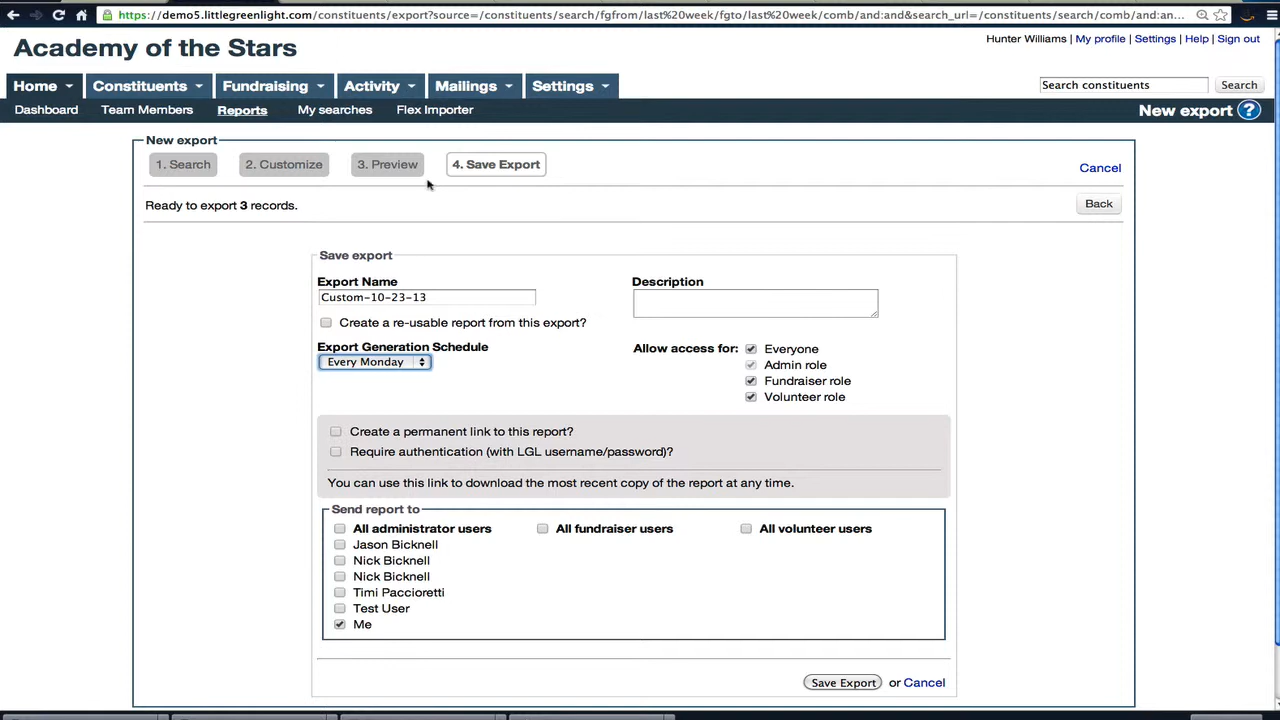 https://demo5.littlegreenlight.com/constituents/export?source=/constituents/search/fgfrom/last%20week/fgto/last%20week/comb/and:and&search_url=/constituents/search/comb/and:an...
Academy of the Stars
Hunter Williams | My profile | Settings | Help | Sign out
Home Constituents Fundraising Activity Mailings Settings
Search constituents Search
Dashboard Team Members Reports My searches Flex Importer
New export ?
New export
1. Search 2. Customize 3. Preview 4. Save Export
Cancel
Ready to export 3 records.
Back
Save export
Export Name
Custom-10-23-13
Description
Create a re-usable report from this export?
Export Generation Schedule
Every Monday
Allow access for: Everyone
Admin role
Fundraiser role
Volunteer role
Create a permanent link to this report?
Require authentication (with LGL username/password)?
You can use this link to download the most recent copy of the report at any time.
Send report to
All administrator users All fundraiser users All volunteer users
Jason Bicknell
Nick Bicknell
Nick Bicknell
Timi Paccioretti
Test User
Me
Save Export or Cancel